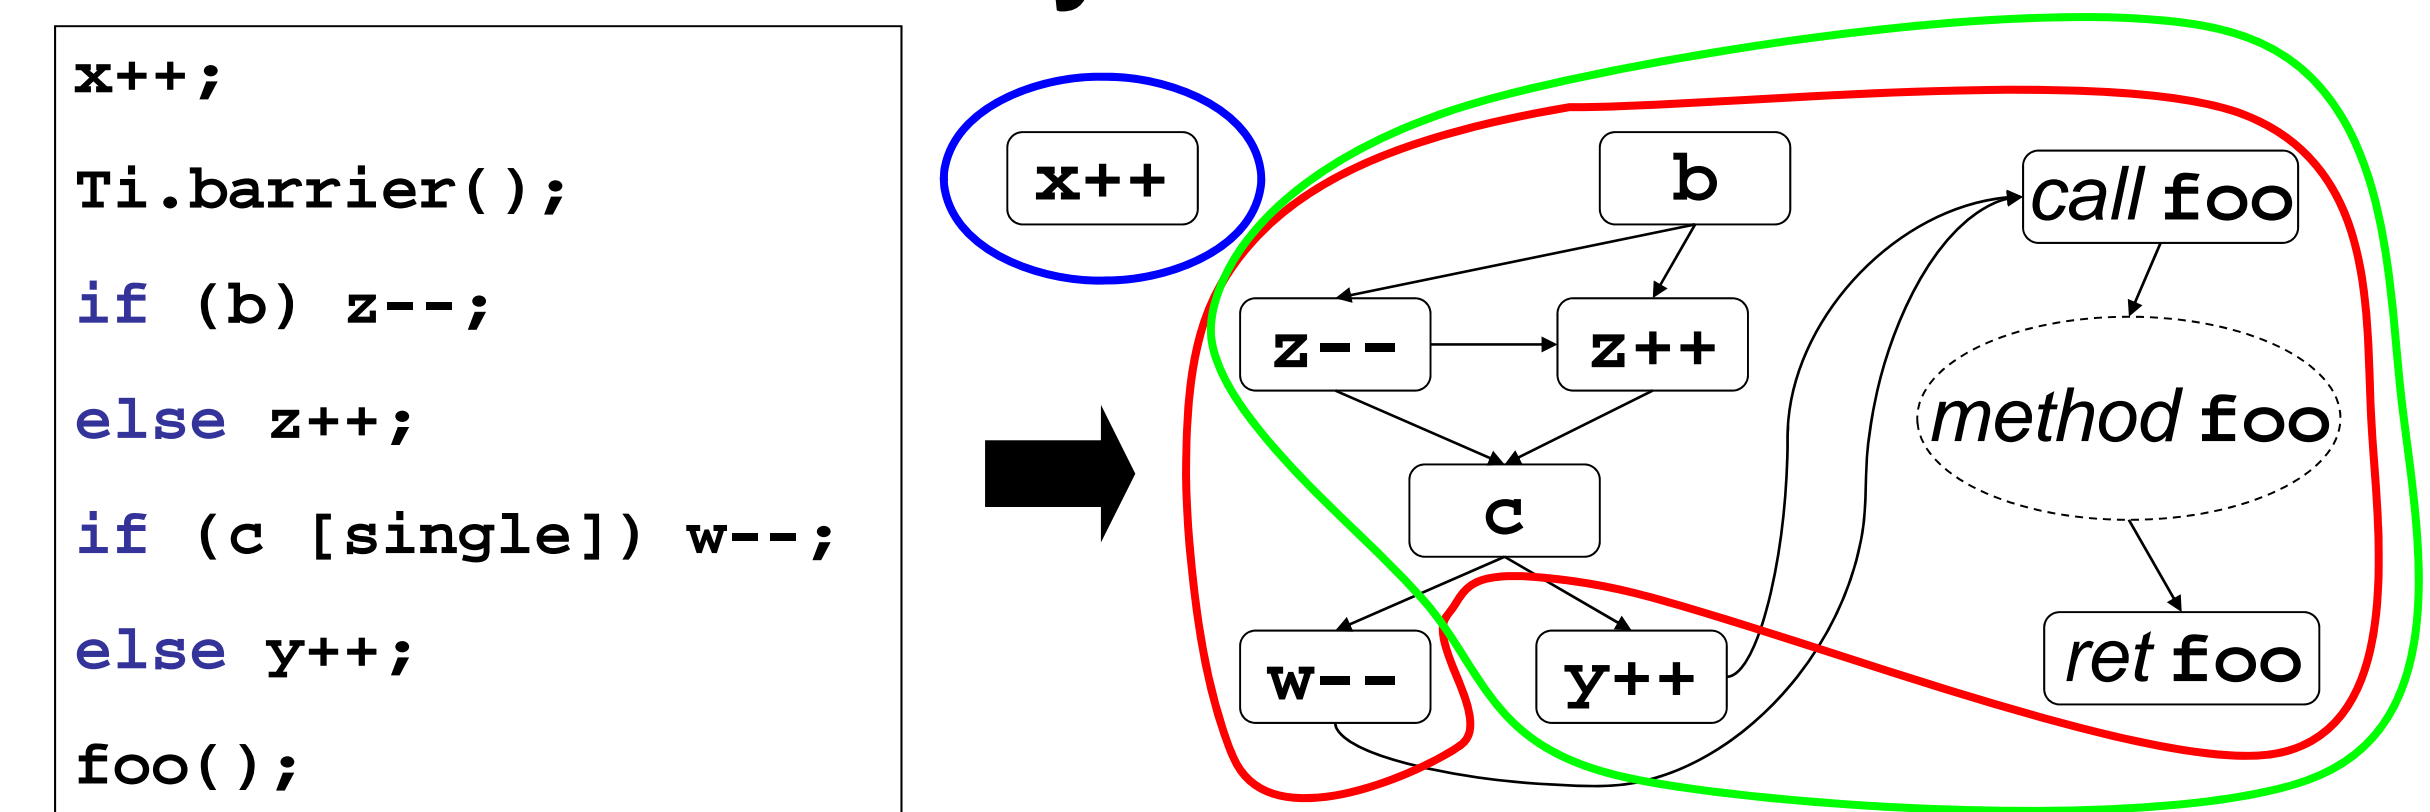 x++;
Ti.barrier();
if (b) z--;
else z++;
if (c [single]) w--;
else y++;
foo();
x++
b
call foo
z--
z++
method foo
c
w--
y++
ret foo